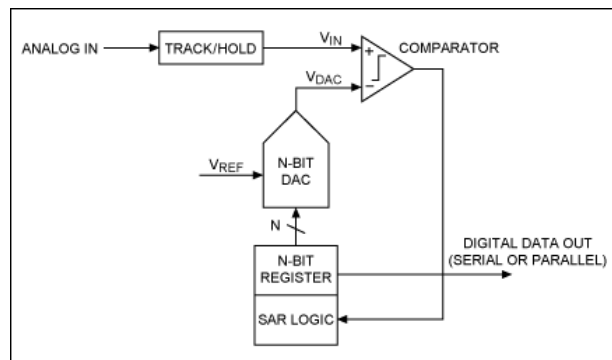 ANALOG IN
TRACK/HOLD
VIN
COMPARATOR
+
−
VDAC
VREF
N-BIT
DAC
N
N-BIT
REGISTER
SAR LOGIC
DIGITAL DATA OUT
(SERIAL OR PARALLEL)